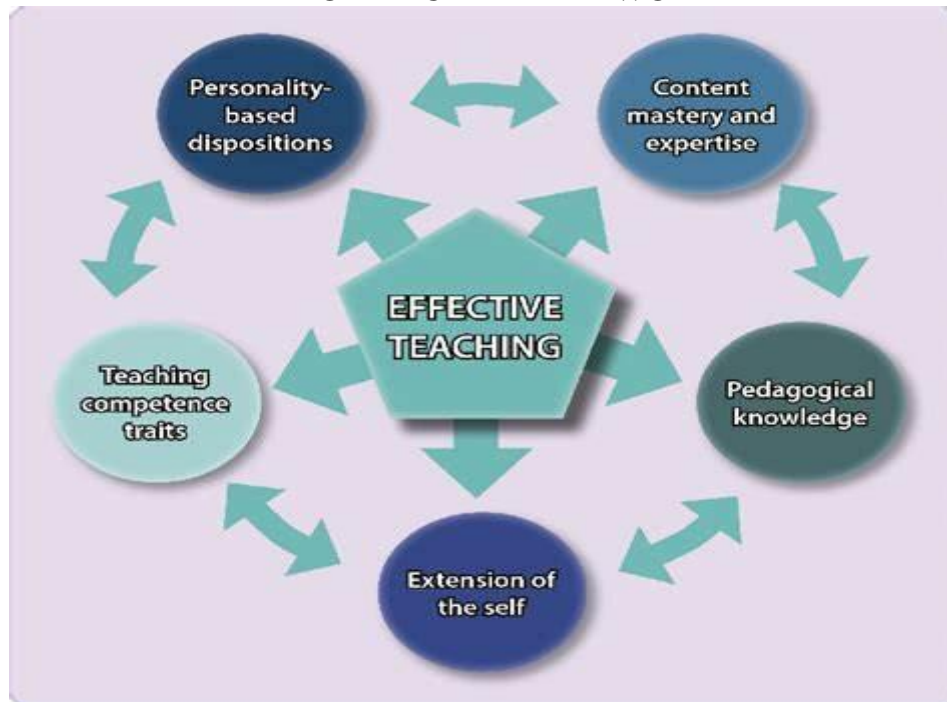 Personality-
based
dispositions
Content
mastery and
expertise
EFFECTIVE
TEACHING
Teaching
competence
traits
Pedagogical
knowledge
Extension of
the self